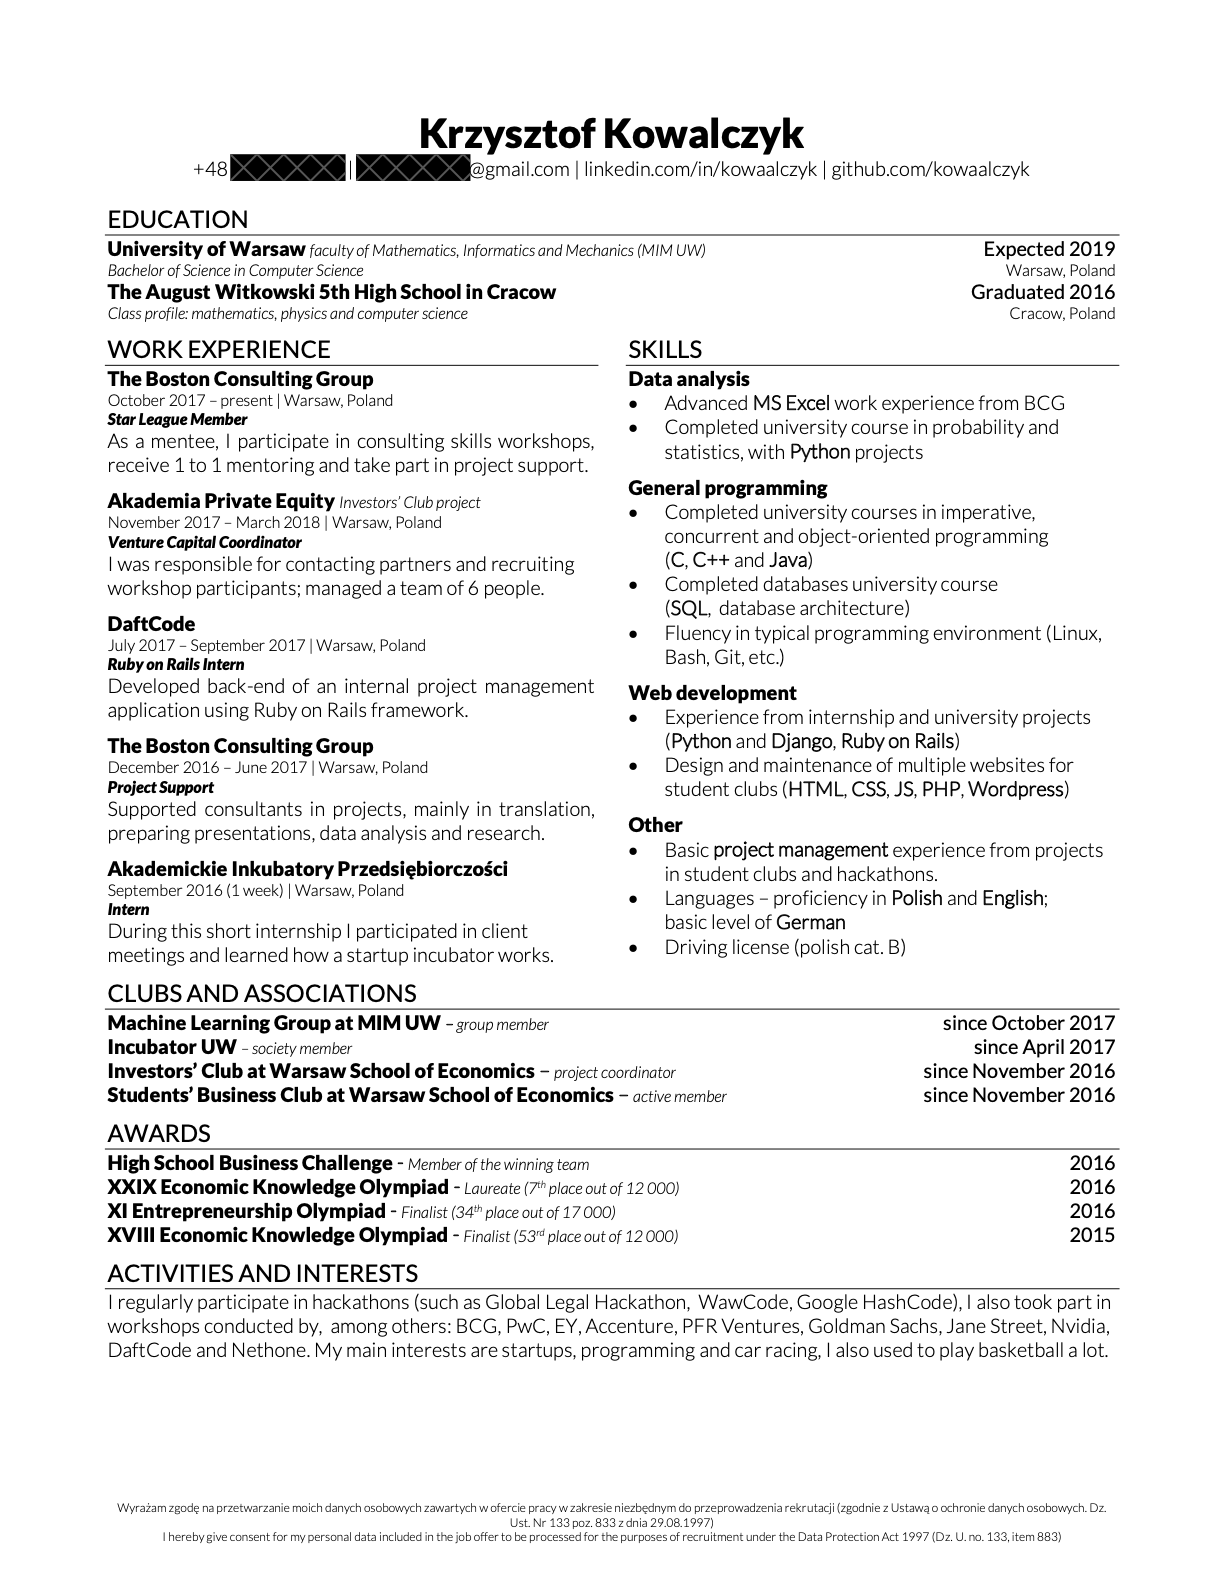 Krzysztof Kowalczyk
+48 | @gmail.com | linkedin.com/in/kowaalczyk | github.com/kowaalczyk
EDUCATION
University of Warsaw faculty of Mathematics, Informatics and Mechanics (MIM UW) Expected 2019
Bachelor of Science in Computer Science Warsaw, Poland
The August Witkowski 5th High School in Cracow Graduated 2016
Class profile: mathematics, physics and computer science Cracow, Poland
WORK EXPERIENCE
The Boston Consulting Group
October 2017 – present | Warsaw, Poland
Star League Member
As a mentee, I participate in consulting skills workshops,
receive 1 to 1 mentoring and take part in project support.
Akademia Private Equity Investors' Club project
November 2017 – March 2018 | Warsaw, Poland
Venture Capital Coordinator
I was responsible for contacting partners and recruiting
workshop participants; managed a team of 6 people.
DaftCode
July 2017 – September 2017 | Warsaw, Poland
Ruby on Rails Intern
Developed back-end of an internal project management
application using Ruby on Rails framework.
The Boston Consulting Group
December 2016 – June 2017 | Warsaw, Poland
Project Support
Supported consultants in projects, mainly in translation,
preparing presentations, data analysis and research.
Akademickie Inkubatory Przedsiębiorczości
September 2016 (1 week) | Warsaw, Poland
Intern
During this short internship I participated in client
meetings and learned how a startup incubator works.
SKILLS
Data analysis
• Advanced MS Excel work experience from BCG
• Completed university course in probability and
statistics, with Python projects
General programming
• Completed university courses in imperative,
concurrent and object-oriented programming
(C, C++ and Java)
• Completed databases university course
(SQL, database architecture)
• Fluency in typical programming environment (Linux,
Bash, Git, etc.)
Web development
• Experience from internship and university projects
(Python and Django, Ruby on Rails)
• Design and maintenance of multiple websites for
student clubs (HTML, CSS, JS, PHP, Wordpress)
Other
• Basic project management experience from projects
in student clubs and hackathons.
• Languages – proficiency in Polish and English;
basic level of German
• Driving license (polish cat. B)
CLUBS AND ASSOCIATIONS
Machine Learning Group at MIM UW – group member since October 2017
Incubator UW – society member since April 2017
Investors' Club at Warsaw School of Economics – project coordinator since November 2016
Students' Business Club at Warsaw School of Economics – active member since November 2016
AWARDS
High School Business Challenge - Member of the winning team 2016
XXIX Economic Knowledge Olympiad - Laureate (7th place out of 12 000) 2016
XI Entrepreneurship Olympiad - Finalist (34th place out of 17 000) 2016
XVIII Economic Knowledge Olympiad - Finalist (53rd place out of 12 000) 2015
ACTIVITIES AND INTERESTS
I regularly participate in hackathons (such as Global Legal Hackathon, WawCode, Google HashCode), I also took part in
workshops conducted by, among others: BCG, PwC, EY, Accenture, PFR Ventures, Goldman Sachs, Jane Street, Nvidia,
DaftCode and Nethone. My main interests are startups, programming and car racing, I also used to play basketball a lot.
Wyrażam zgodę na przetwarzanie moich danych osobowych zawartych w ofercie pracy w zakresie niezbędnym do przeprowadzenia rekrutacji (zgodnie z Ustawą o ochronie danych osobowych. Dz.
Ust. Nr 133 poz. 833 z dnia 29.08.1997)
I hereby give consent for my personal data included in the job offer to be processed for the purposes of recruitment under the Data Protection Act 1997 (Dz. U. no. 133, item 883)